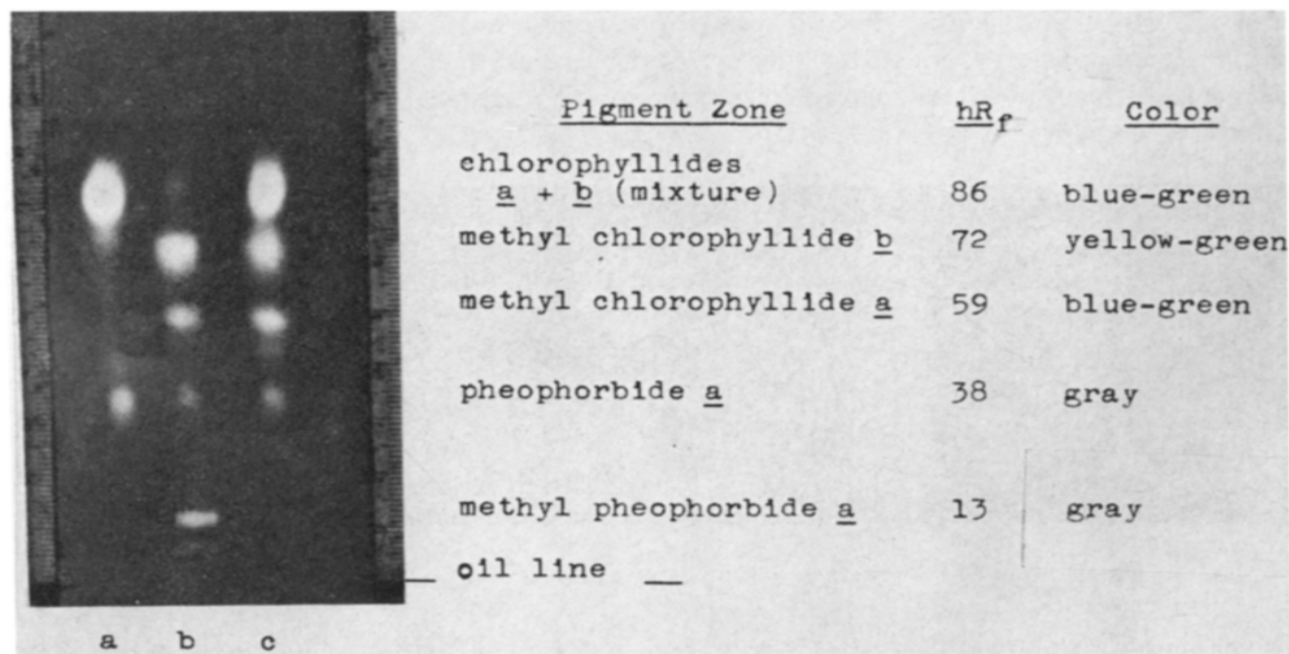 Pigment Zone hRf Color
chlorophyllides
a + b (mixture) 86 blue-green
methyl chlorophyllide b 72 yellow-green
methyl chlorophyllide a 59 blue-green
pheophorbide a 38 gray
methyl pheophorbide a 13 gray
oil line
a b c